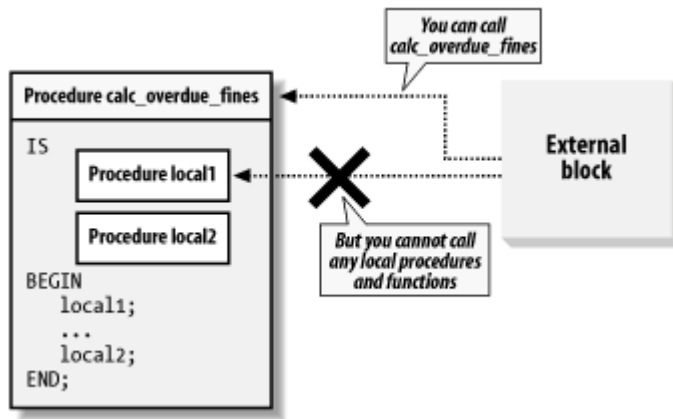 You can call
calc_overdue_fines
Procedure calc_overdue_fines
IS
Procedure local1
Procedure local2
BEGIN
local1;
...
local2;
END;
External
block
But you cannot call
any local procedures
and functions